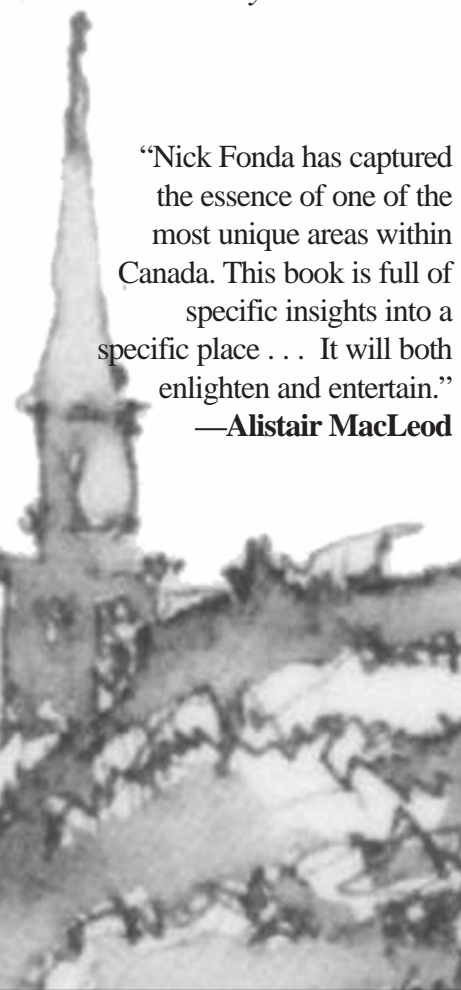 “Nick Fonda has captured
the essence of one of the
most unique areas within
Canada. This book is full of
specific insights into a
specific place . . . It will both
enlighten and entertain.”
—Alistair MacLeod